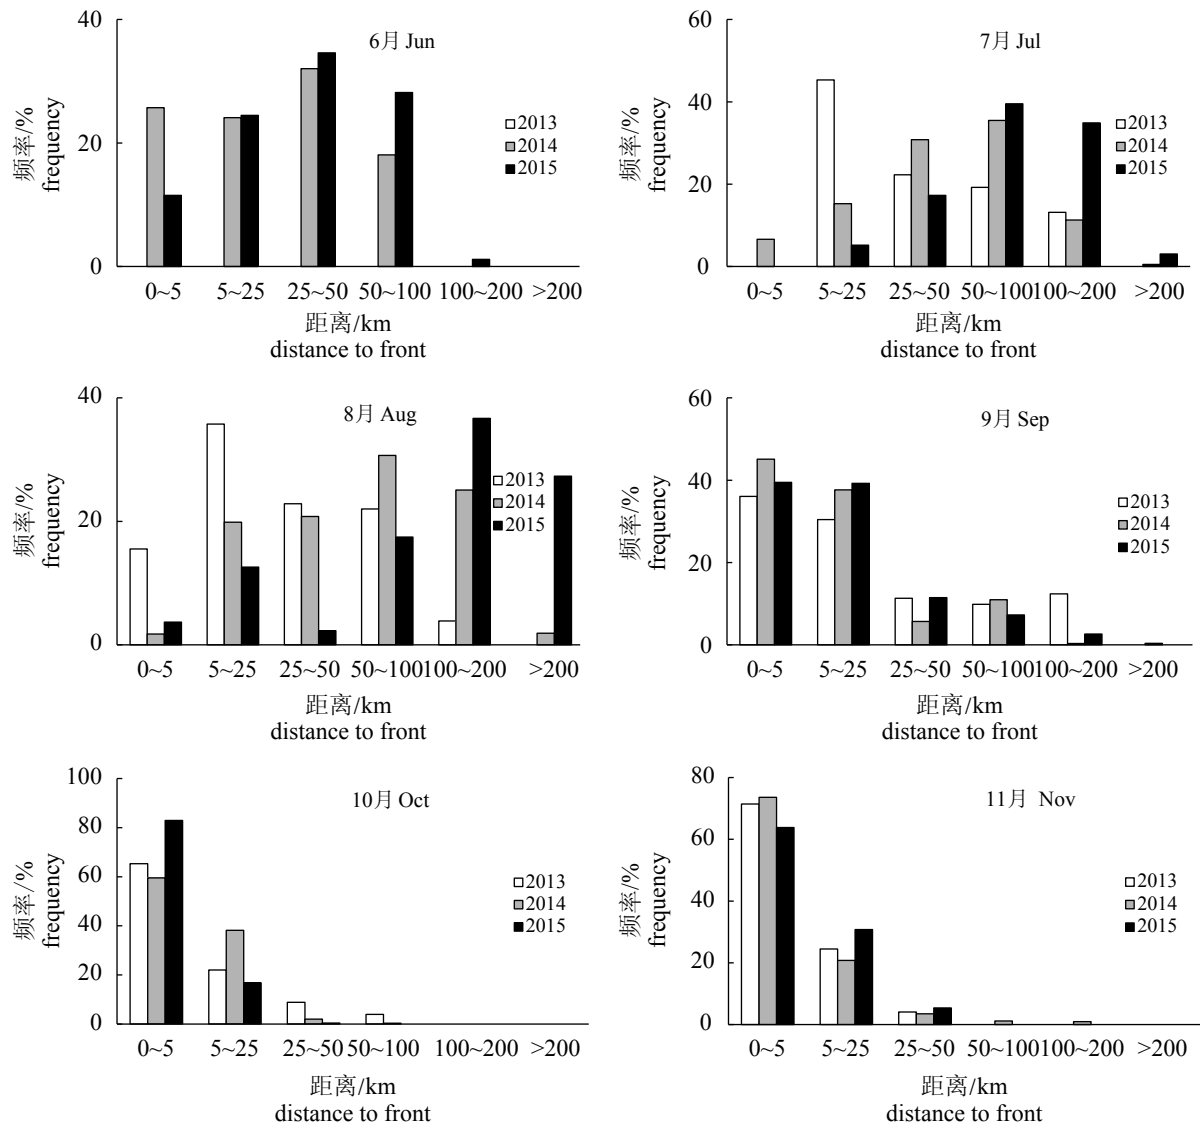 6月 Jun
40
20
0
频率/%
frequency
2013
2014
2015
0~5 5~25 25~50 50~100 100~200 >200
距离/km
distance to front
7月 Jul
60
40
20
0
频率/%
frequency
2013
2014
2015
0~5 5~25 25~50 50~100 100~200 >200
距离/km
distance to front
8月 Aug
40
20
0
频率/%
frequency
2013
2014
2015
0~5 5~25 25~50 50~100 100~200 >200
距离/km
distance to front
9月 Sep
60
40
20
0
频率/%
frequency
2013
2014
2015
0~5 5~25 25~50 50~100 100~200 >200
距离/km
distance to front
10月 Oct
100
80
60
40
20
0
频率/%
frequency
2013
2014
2015
0~5 5~25 25~50 50~100 100~200 >200
距离/km
distance to front
11月 Nov
80
60
40
20
0
频率/%
frequency
2013
2014
2015
0~5 5~25 25~50 50~100 100~200 >200
距离/km
distance to front